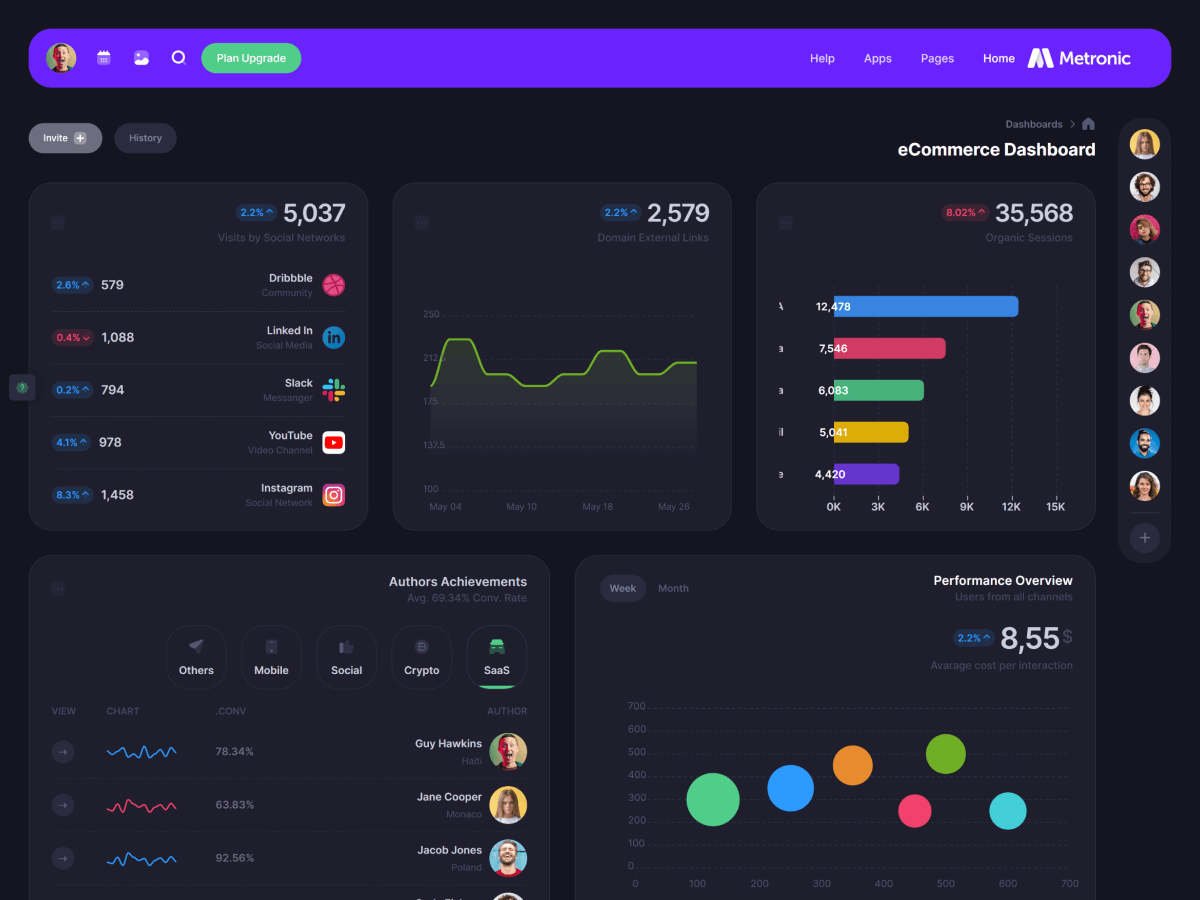 Plan Upgrade
Help
Apps
Pages
Home
Metronic
Invite
History
Dashboards
eCommerce Dashboard
2.2% 5,037
Visits by Social Networks
2.6% 579
Dribbble
Community
0.4% 1,088
Linked In
Social Media
0.2% 794
Slack
Messanger
4.1% 978
YouTube
Video Channel
8.3% 1,458
Instagram
Social Network
2.2% 2,579
Domain External Links
250
212.
175
137.5
100
May 04
May 10
May 18
May 26
8.02% 35,568
Organic Sessions
12,478
7,546
6,083
5,041
4,420
0K
3K
6K
9K
12K
15K
Authors Achievements
Avg. 69.34% Conv. Rate
Others
Mobile
Social
Crypto
SaaS
VIEW
CHART
.CONV
AUTHOR
78.34%
Guy Hawkins
Haiti
63.83%
Jane Cooper
Monaco
92.56%
Jacob Jones
Poland
Week
Month
Performance Overview
Users from all channels
2.2% 8,55$
Avarage cost per interaction
700
600
500
400
300
200
100
0
0
100
200
300
400
500
600
700